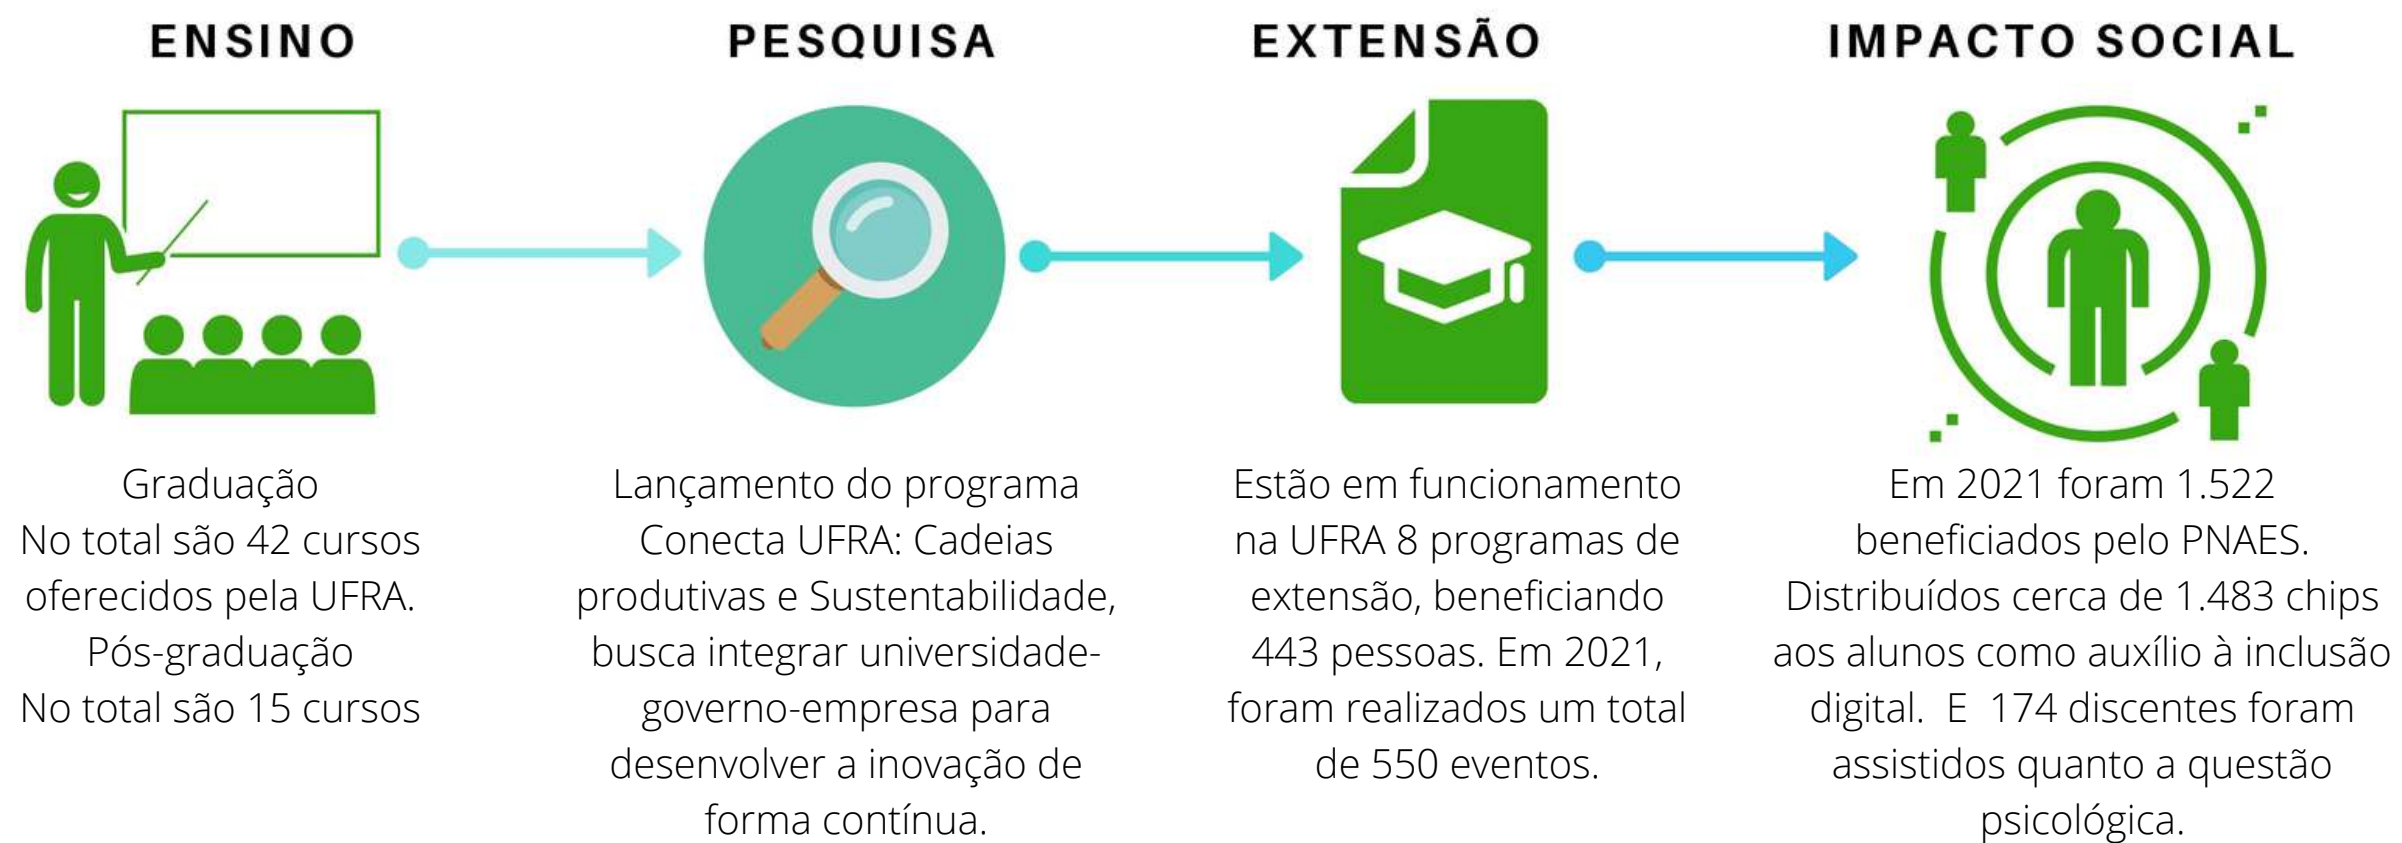 ENSINO
Graduação
No total são 42 cursos
oferecidos pela UFRA.
Pós-graduação
No total são 15 cursos
PESQUISA
Lançamento do programa
Conecta UFRA: Cadeias
produtivas e Sustentabilidade,
busca integrar universidade-
governo-empresa para
desenvolver a inovação de
forma contínua.
EXTENSÃO
Estão em funcionamento
na UFRA 8 programas de
extensão, beneficiando
443 pessoas. Em 2021,
foram realizados um total
de 550 eventos.
IMPACTO SOCIAL
Em 2021 foram 1.522
beneficiados pelo PNAES.
Distribuídos cerca de 1.483 chips
aos alunos como auxílio à inclusão
digital.  E  174 discentes foram
assistidos quanto a questão
psicológica.